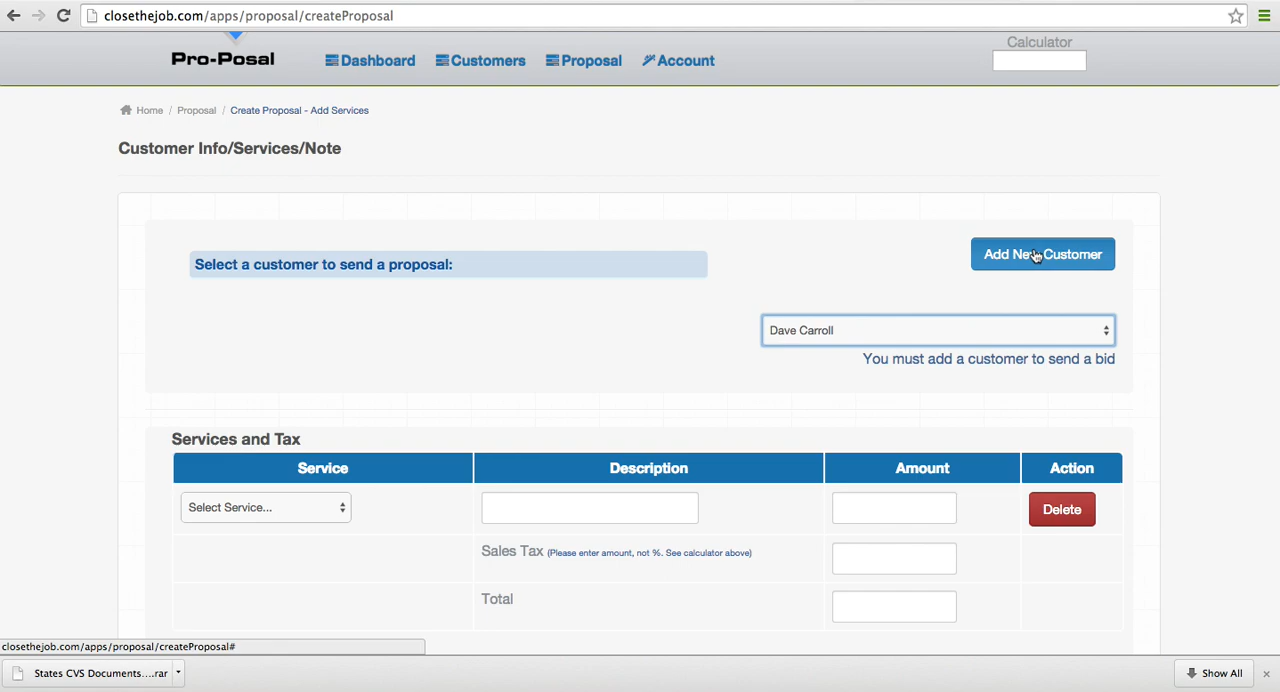 closethejob.com/apps/proposal/createProposal
Pro-Posal
Dashboard
Customers
Proposal
Account
Calculator
Home / Proposal / Create Proposal - Add Services
Customer Info/Services/Note
Select a customer to send a proposal:
Add New Customer
Dave Carroll
You must add a customer to send a bid
Services and Tax
Service Description Amount Action
Select Service...
Delete
Sales Tax (Please enter amount, not %. See calculator above)
Total
closethejob.com/apps/proposal/createProposal#
States CVS Documents....rar
Show All